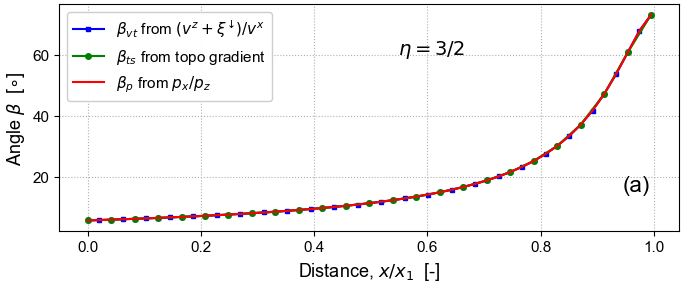 β_vt from (v^z + ξ^↓)/v^x
β_ts from topo gradient
β_p from p_x/p_z
η = 3/2
(a)
Angle β [∘]
60
40
20
0.0 0.2 0.4 0.6 0.8 1.0
Distance, x/x_1 [-]